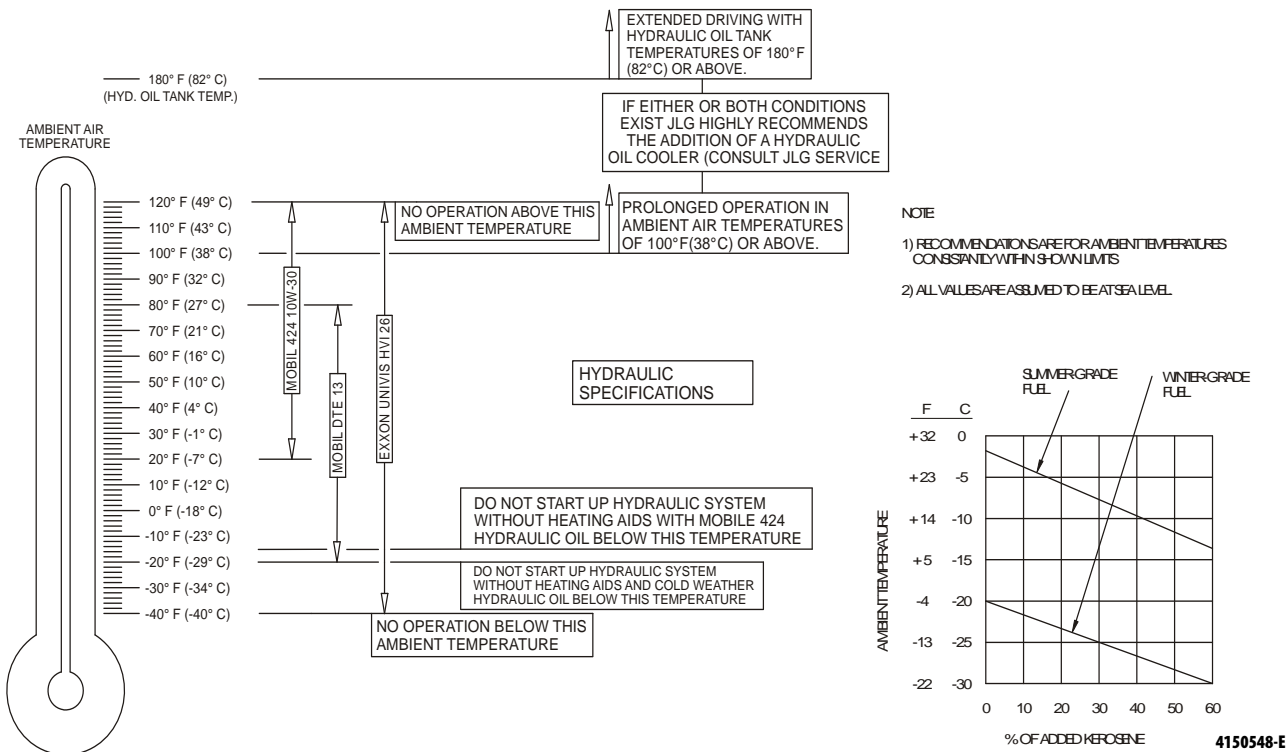 EXTENDED DRIVING WITH
HYDRAULIC OIL TANK
TEMPERATURES OF 180°F
(82°C) OR ABOVE.
180° F (82° C)
(HYD. OIL TANK TEMP.)
IF EITHER OR BOTH CONDITIONS
EXIST JLG HIGHLY RECOMMENDS
THE ADDITION OF A HYDRAULIC
OIL COOLER (CONSULT JLG SERVICE
AMBIENT AIR
TEMPERATURE
120° F (49° C)
110° F (43° C)
100° F (38° C)
90° F (32° C)
80° F (27° C)
70° F (21° C)
60° F (16° C)
50° F (10° C)
40° F (4° C)
30° F (-1° C)
20° F (-7° C)
10° F (-12° C)
0° F (-18° C)
-10° F (-23° C)
-20° F (-29° C)
-30° F (-34° C)
-40° F (-40° C)
MOBIL 424 10W-30
MOBIL DTE 13
EXXON UNIVIS HVI 26
NO OPERATION ABOVE THIS
AMBIENT TEMPERATURE
PROLONGED OPERATION IN
AMBIENT AIR TEMPERATURES
OF 100°F(38°C) OR ABOVE.
HYDRAULIC
SPECIFICATIONS
DO NOT START UP HYDRAULIC SYSTEM
WITHOUT HEATING AIDS WITH MOBILE 424
HYDRAULIC OIL BELOW THIS TEMPERATURE
DO NOT START UP HYDRAULIC SYSTEM
WITHOUT HEATING AIDS AND COLD WEATHER
HYDRAULIC OIL BELOW THIS TEMPERATURE
NO OPERATION BELOW THIS
AMBIENT TEMPERATURE
NOTE:
1) RECOMMENDATIONS ARE FOR AMBIENT TEMPERATURES
CONSISTANTLY WITHIN SHOWN LIMITS
2) ALL VALUES ARE ASSUMED TO BE AT SEA LEVEL.
SUMMER-GRADE
FUEL
WINTER-GRADE
FUEL
F C
+32 0
+23 -5
+14 -10
+5 -15
-4 -20
-13 -25
-22 -30
AMBIENT TEMPERATURE
0 10 20 30 40 50 60
% OF ADDED KEROSENE
4150548-E